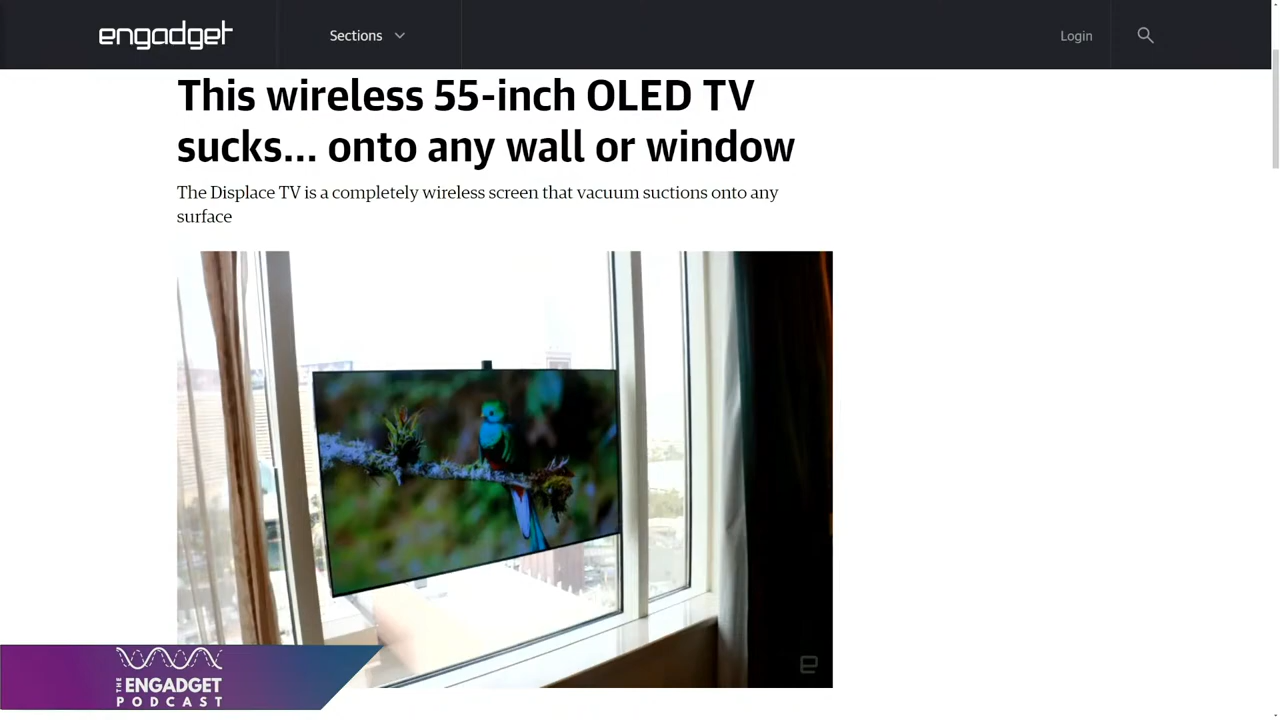 engadget
Sections
Login
This wireless 55-inch OLED TV
sucks... onto any wall or window
The Displace TV is a completely wireless screen that vacuum suctions onto any
surface
THE
ENGADGET
PODCAST